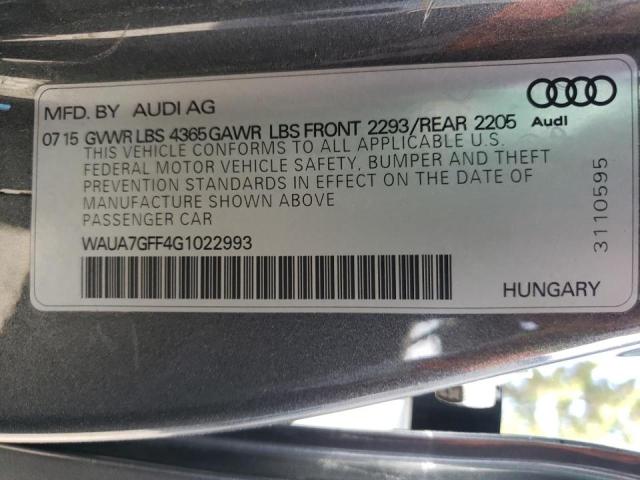 MFD. BY AUDI AG
07 15 GVWR LBS 4365 GAWR LBS FRONT 2293/REAR 2205
Audi
THIS VEHICLE CONFORMS TO ALL APPLICABLE U.S.
FEDERAL MOTOR VEHICLE SAFETY, BUMPER AND THEFT
PREVENTION STANDARDS IN EFFECT ON THE DATE OF
MANUFACTURE SHOWN ABOVE
PASSENGER CAR
WAUA7GFF4G1022993
3110595
HUNGARY